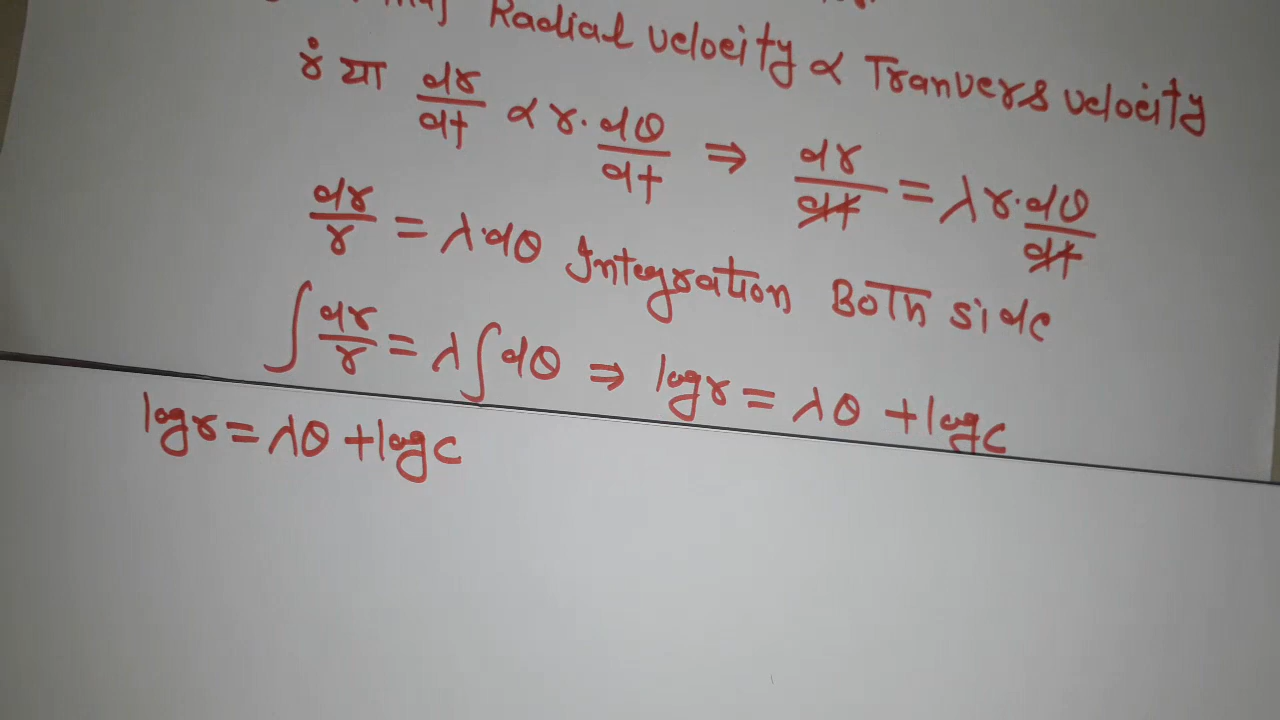 Radial velocity ∝ Tranvers velocity
ṙ या dr/dt ∝ r · dθ/dt ⇒ dr/dt = λ r · dθ/dt
dr/r = λ · dθ Integration Both side
∫ dr/r = λ ∫ dθ ⇒ log r = λθ + log c
log r = λθ + log c